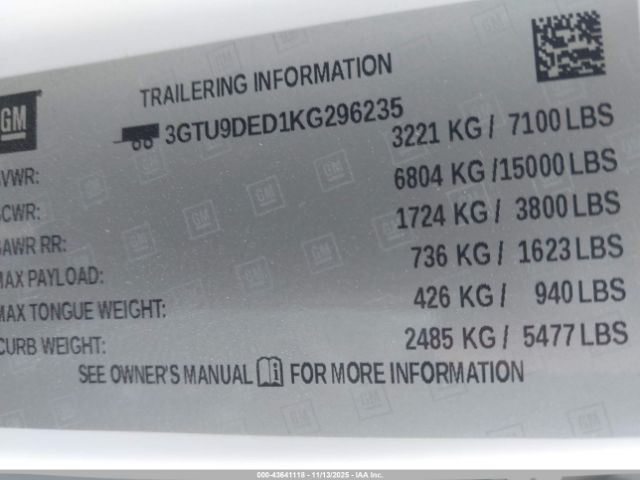 TRAILERING INFORMATION
GM
3GTU9DED1KG296235
VWR: 3221 KG / 7100 LBS
CWR: 6804 KG /15000 LBS
AWR RR: 1724 KG / 3800 LBS
MAX PAYLOAD: 736 KG / 1623 LBS
MAX TONGUE WEIGHT: 426 KG / 940 LBS
CURB WEIGHT: 2485 KG / 5477 LBS
SEE OWNER'S MANUAL i FOR MORE INFORMATION
000-43641118 - 11/13/2025 - IAA Inc.